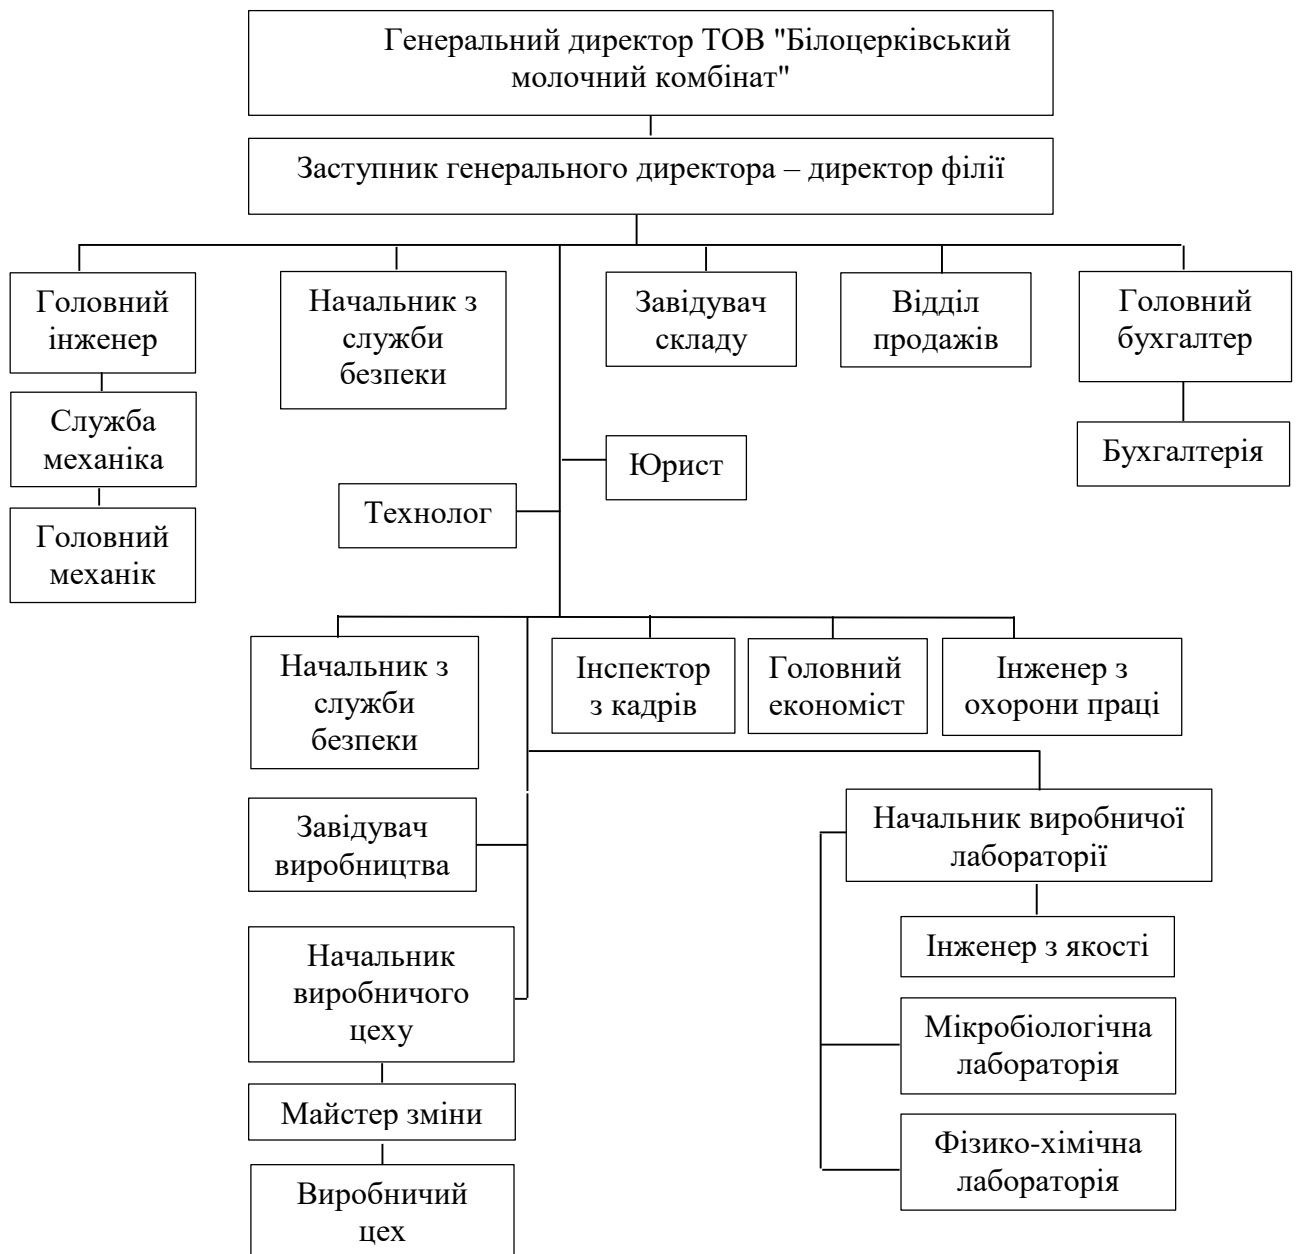 Генеральний директор ТОВ "Білоцерківський
молочний комбінат"
Заступник генерального директора – директор філії
Головний
інженер
Начальник з
служби
безпеки
Завідувач
складу
Відділ
продажів
Головний
бухгалтер
Служба
механіка
Бухгалтерія
Юрист
Технолог
Головний
механік
Начальник з
служби
безпеки
Інспектор
з кадрів
Головний
економіст
Інженер з
охорони праці
Завідувач
виробництва
Начальник виробничої
лабораторії
Начальник
виробничого
цеху
Інженер з якості
Мікробіологічна
лабораторія
Майстер зміни
Фізико-хімічна
лабораторія
Виробничий
цех